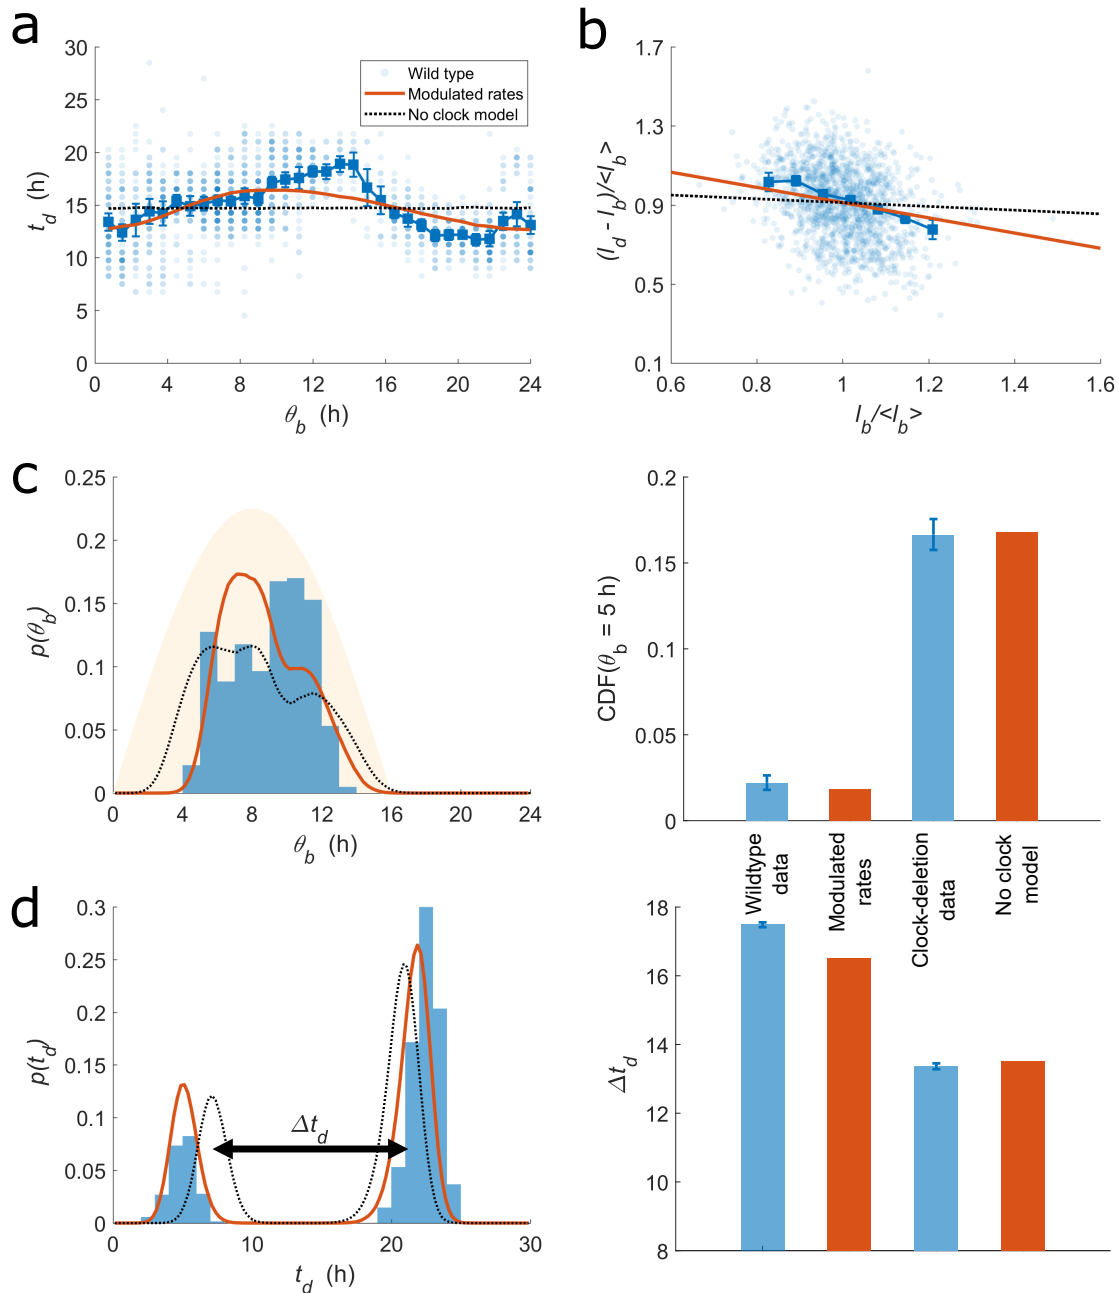 a
30
25
20
15
10
5
0
t_d (h)
0 4 8 12 16 20 24
θ_b (h)
Wild type
Modulated rates
No clock model
b
1.7
1.3
0.9
0.5
0.1
(l_d - l_b)/<l_b>
0.6 0.8 1 1.2 1.4 1.6
l_b/<l_b>
c
0.25
0.2
0.15
0.1
0.05
0
p(θ_b)
0 4 8 12 16 20 24
θ_b (h)
0.2
0.15
0.1
0.05
0
CDF(θ_b = 5 h)
Wildtype
data
Modulated
rates
Clock-deletion
data
No clock
model
d
0.3
0.25
0.2
0.15
0.1
0.05
0
p(t_d)
Δt_d
0 10 20 30
t_d (h)
18
16
14
12
10
8
Δt_d